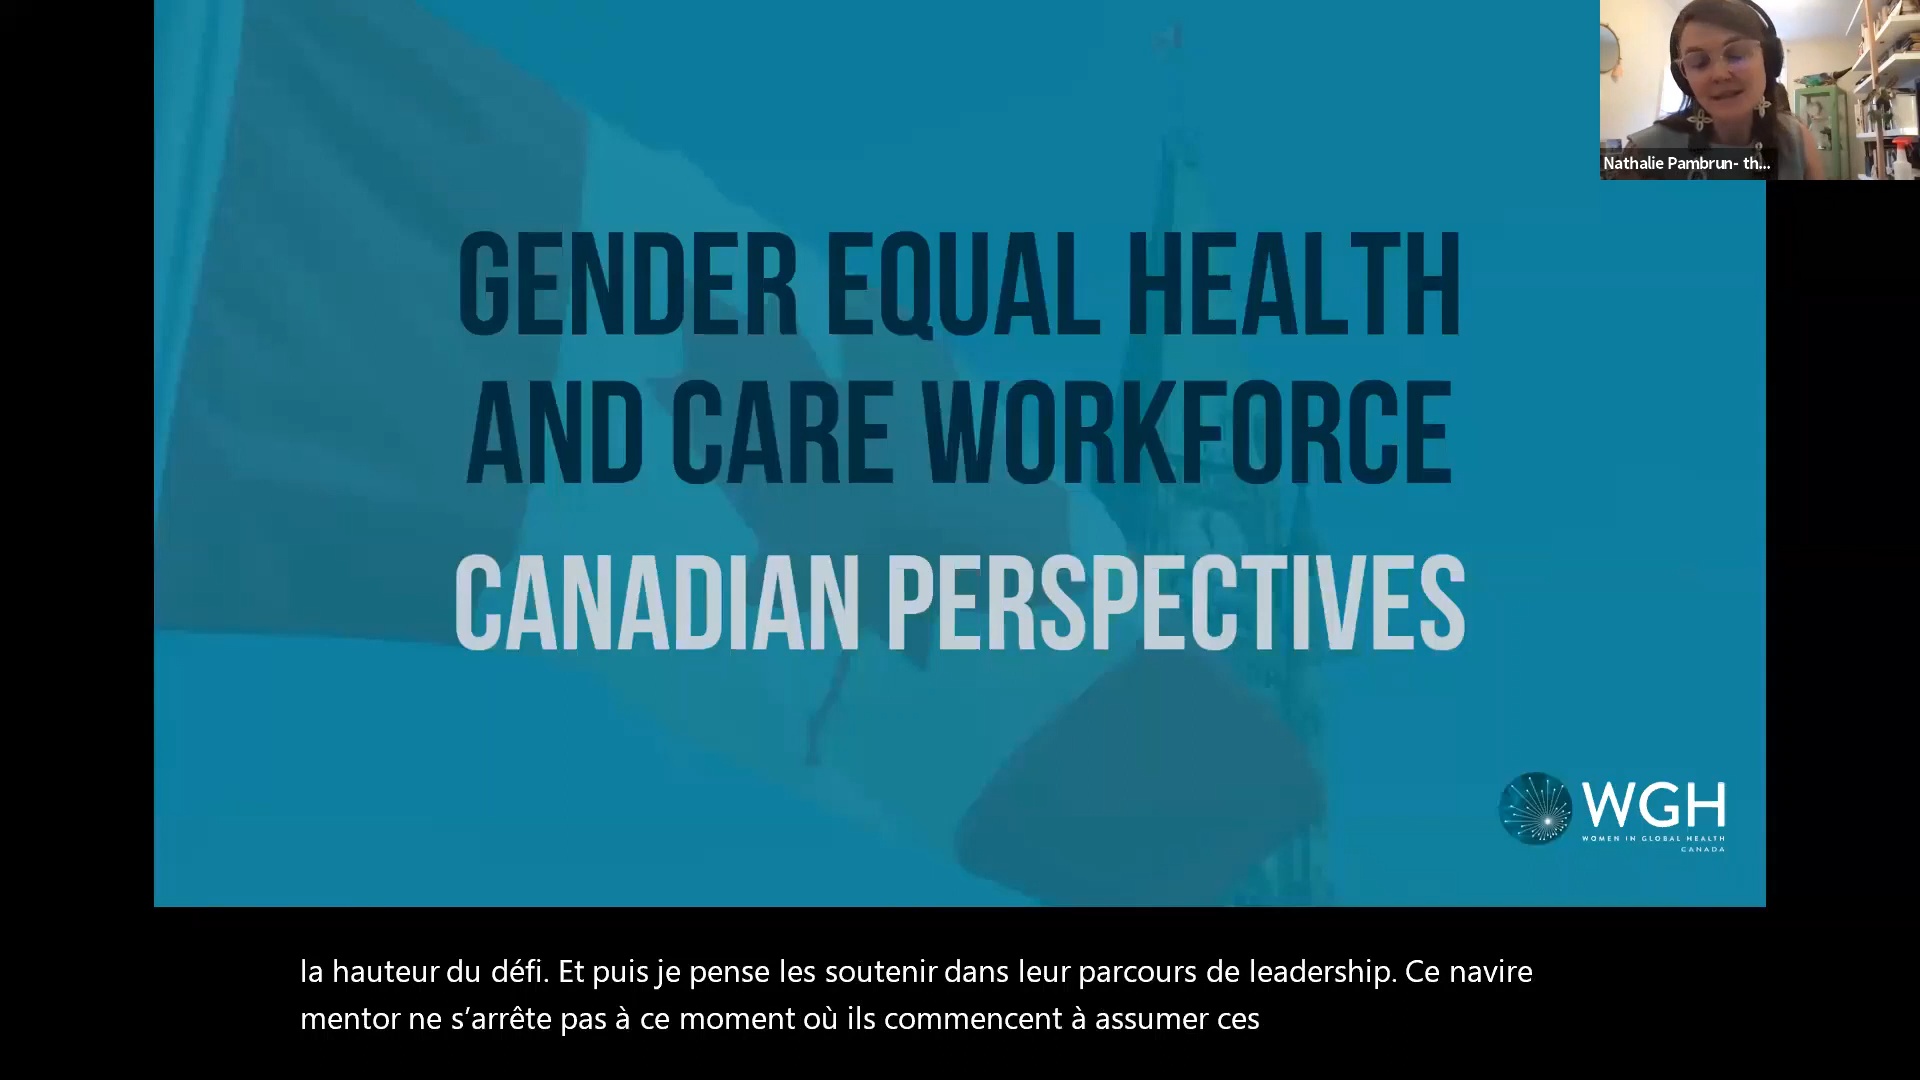 Nathalie Pambrun- th...
GENDER EQUAL HEALTH
AND CARE WORKFORCE
CANADIAN PERSPECTIVES
WGH
WOMEN IN GLOBAL HEALTH
CANADA
la hauteur du défi. Et puis je pense les soutenir dans leur parcours de leadership. Ce navire
mentor ne s’arrête pas à ce moment où ils commencent à assumer ces